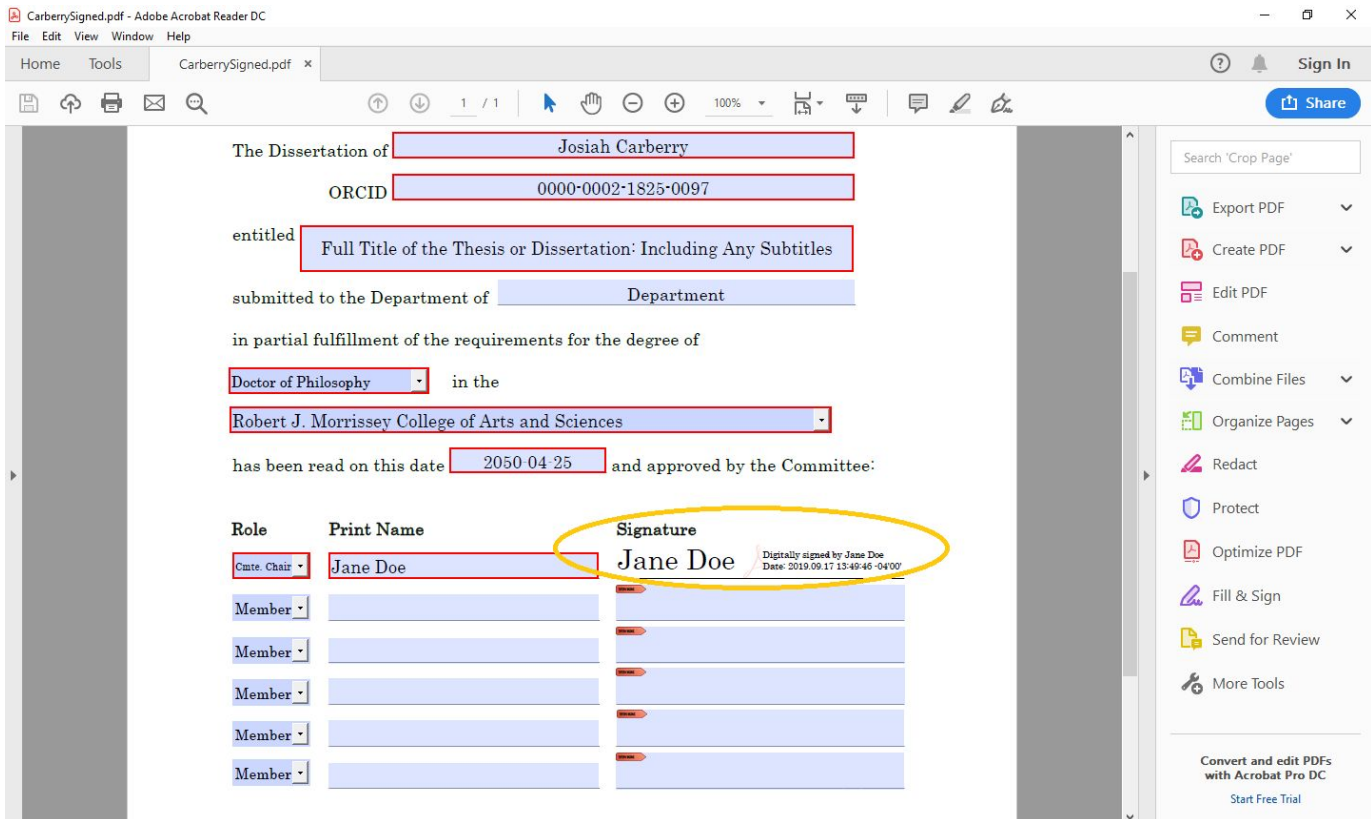 CarberrySigned.pdf - Adobe Acrobat Reader DC
File Edit View Window Help
Home Tools CarberrySigned.pdf × ? Sign In
1 / 1 100% Share
The Dissertation of Josiah Carberry
ORCID 0000-0002-1825-0097
entitled Full Title of the Thesis or Dissertation: Including Any Subtitles
submitted to the Department of Department
in partial fulfillment of the requirements for the degree of
Doctor of Philosophy in the
Robert J. Morrissey College of Arts and Sciences
has been read on this date 2050-04-25 and approved by the Committee:
Role Print Name Signature
Cmte. Chair Jane Doe Jane Doe Digitally signed by Jane Doe
Date: 2019.09.17 13:49:46 -04'00'
Member
Member
Member
Member
Member
Search 'Crop Page'
Export PDF
Create PDF
Edit PDF
Comment
Combine Files
Organize Pages
Redact
Protect
Optimize PDF
Fill & Sign
Send for Review
More Tools
Convert and edit PDFs
with Acrobat Pro DC
Start Free Trial